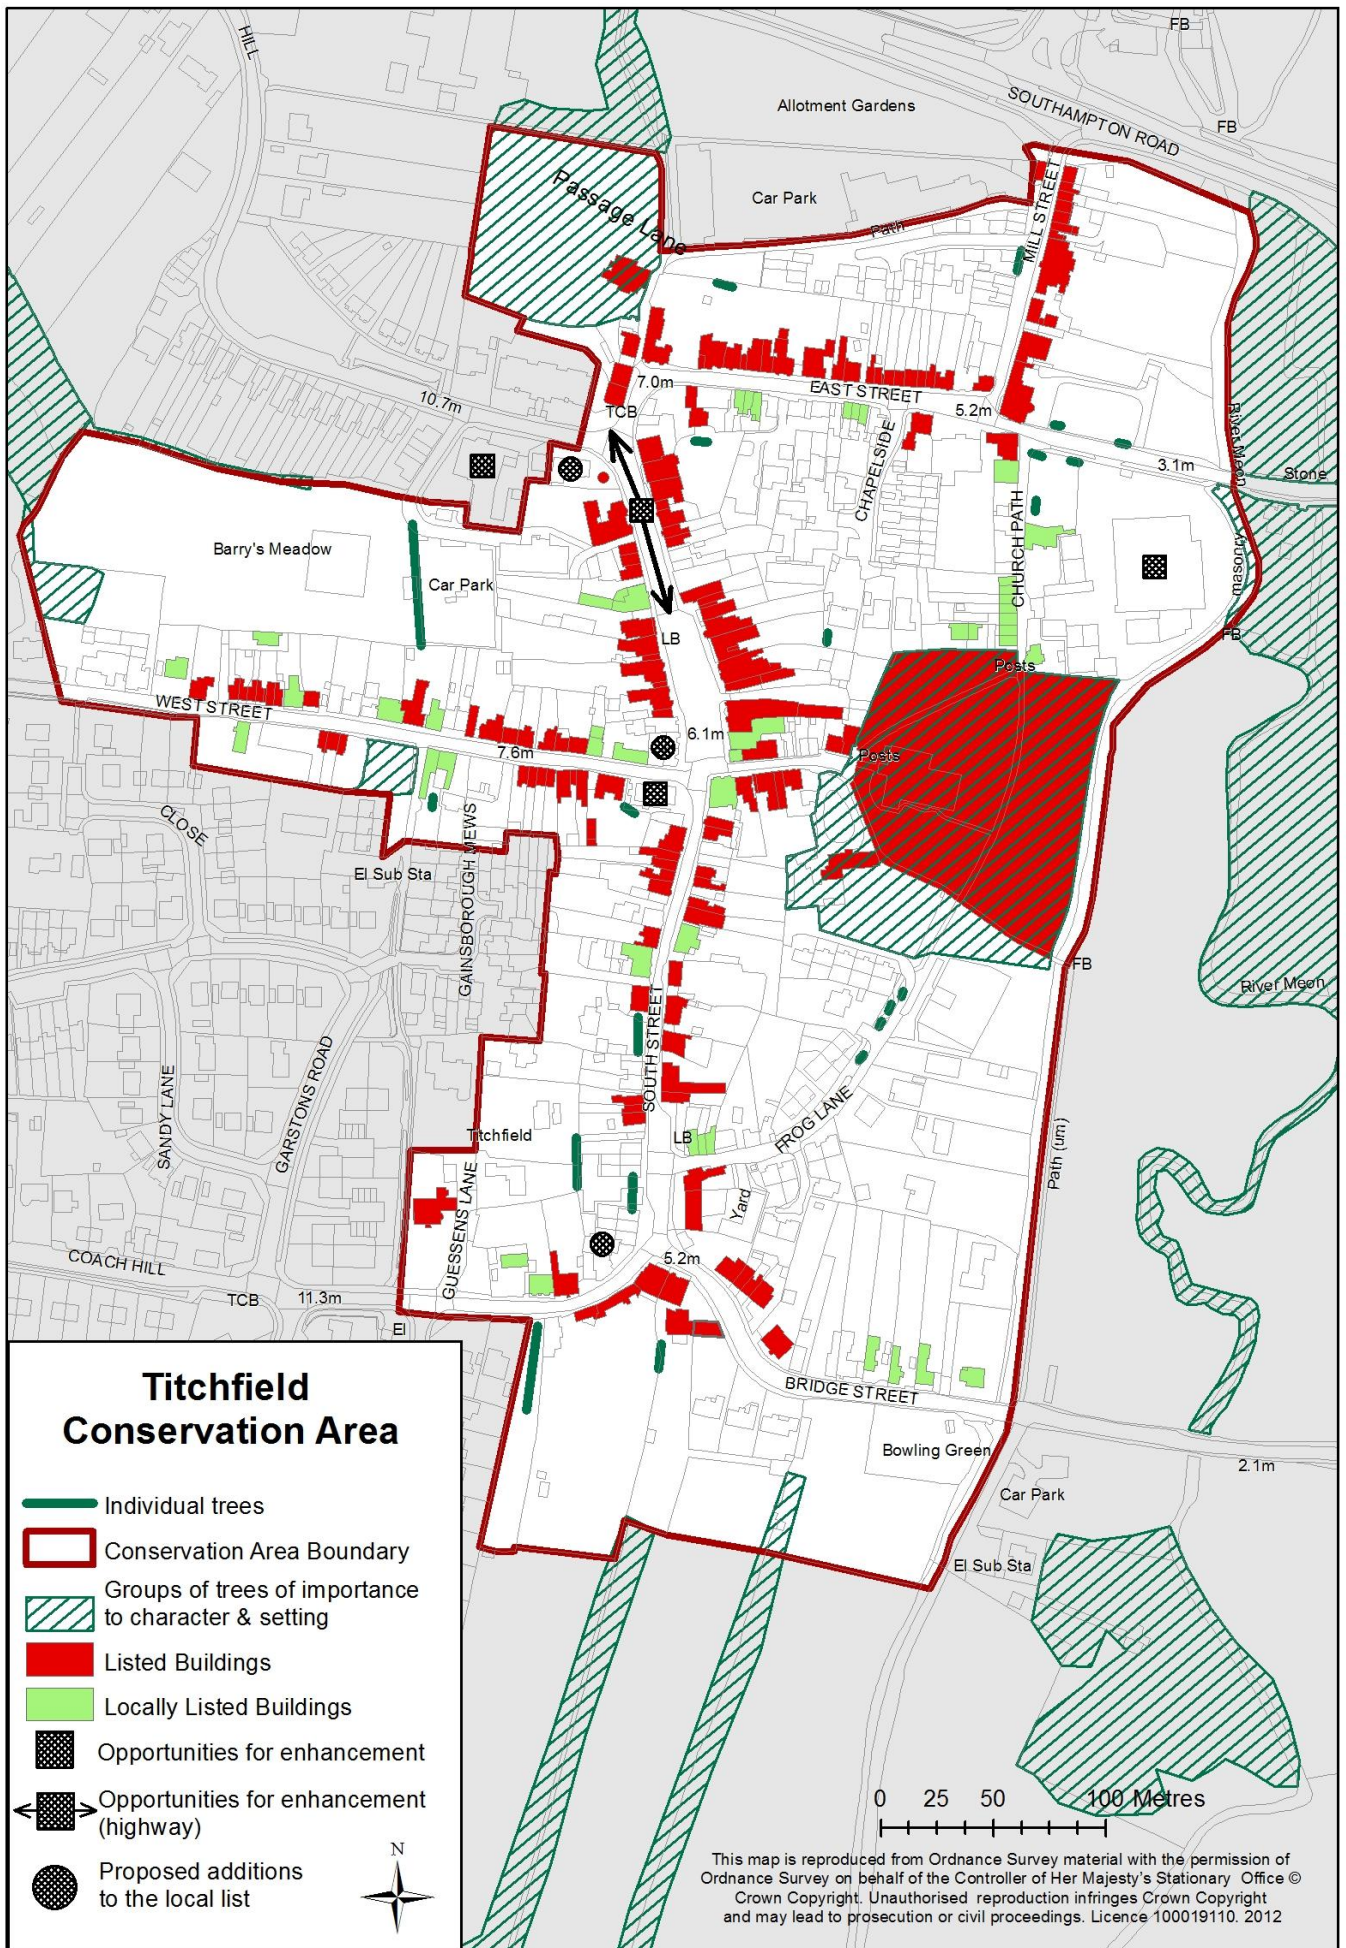 FB
HILL
Allotment Gardens
SOUTHAMPTON ROAD
FB
Passage Lane
Car Park
Path
MILL STREET
7.0m
EAST STREET
10.7m
TCB
5.2m
CHAPELSIDE
3.1m
River Meon
Stone
Barry's Meadow
Car Park
CHURCH PATH
masonry
FB
LB
Posts
WEST STREET
6.1m
7.6m
Posts
CLOSE
GAINSBOROUGH MEWS
El Sub Sta
FB
River Meon
SOUTH STREET
SANDY LANE
GARSTONS ROAD
Titchfield
LB
FROG LANE
Path (um)
GUESSENS LANE
Yard
COACH HILL
5.2m
TCB
11.3m
El
BRIDGE STREET
Bowling Green
2.1m
Car Park
El Sub Sta
Titchfield
Conservation Area
Individual trees
Conservation Area Boundary
Groups of trees of importance
to character & setting
Listed Buildings
Locally Listed Buildings
Opportunities for enhancement
Opportunities for enhancement
(highway)
Proposed additions
to the local list
N
0 25 50 100 Metres
This map is reproduced from Ordnance Survey material with the permission of
Ordnance Survey on behalf of the Controller of Her Majesty's Stationary Office ©
Crown Copyright. Unauthorised reproduction infringes Crown Copyright
and may lead to prosecution or civil proceedings. Licence 100019110. 2012